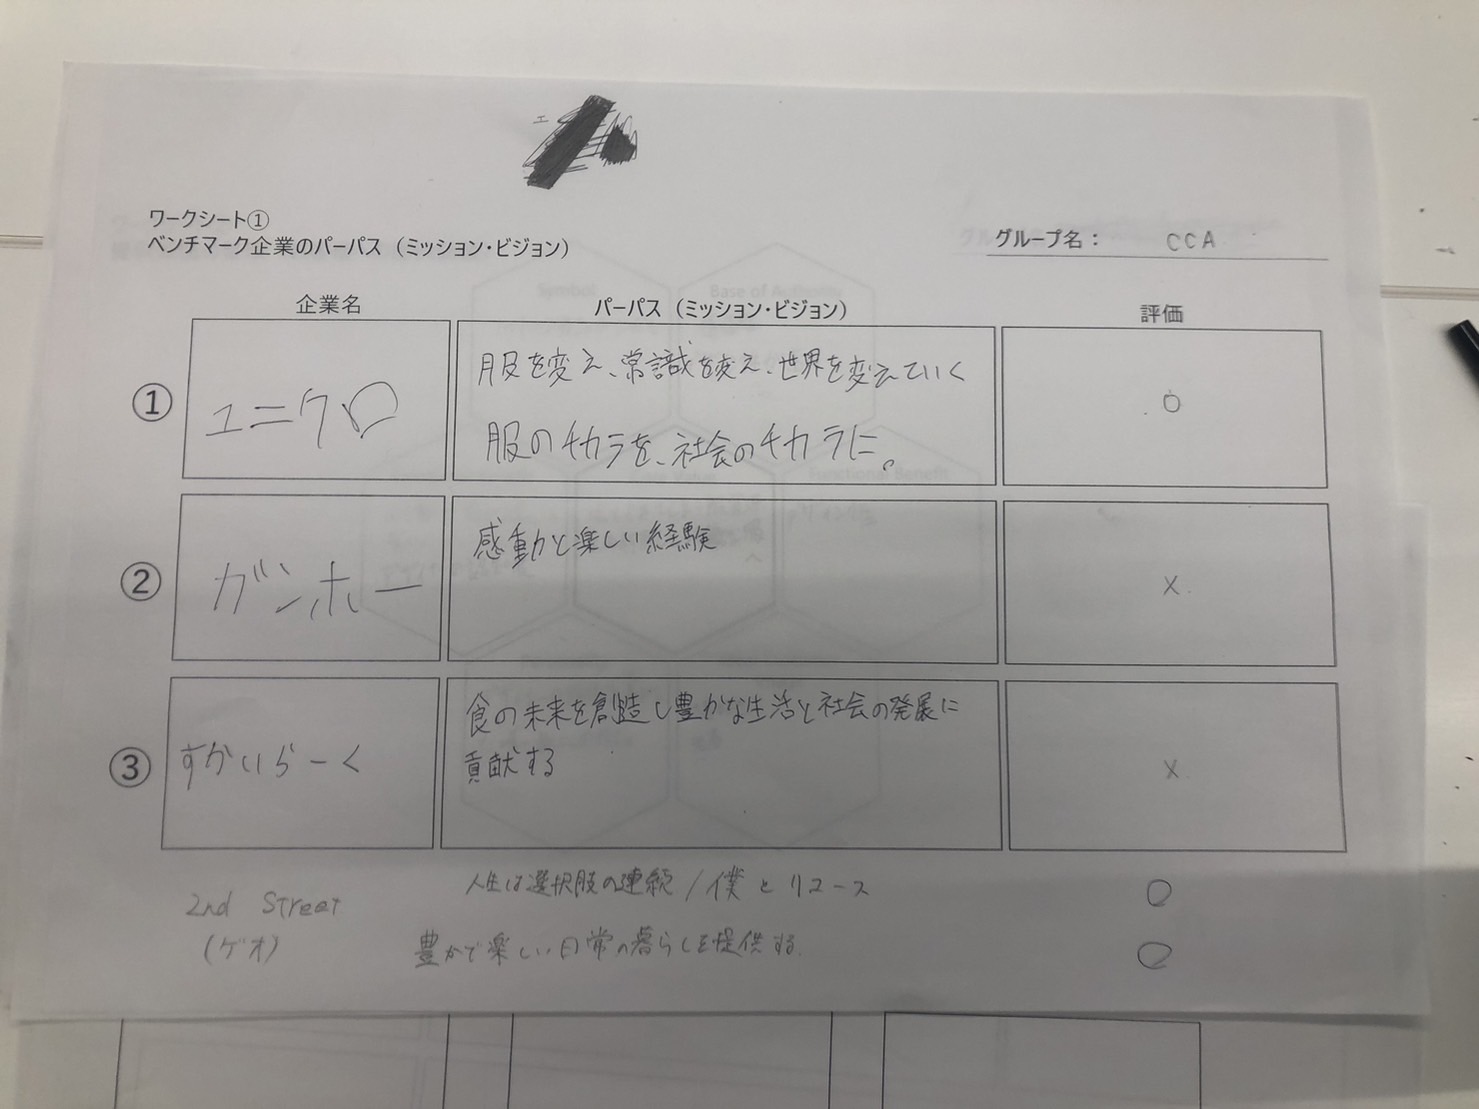 ワークシート①
ベンチマーク企業のパーパス（ミッション・ビジョン）
グループ名： CCA
企業名 パーパス（ミッション・ビジョン） 評価
① ユニクロ 服を変え、常識を変え、世界を変えていく ○
服のチカラを、社会のチカラに。
② ガンホー 感動と楽しい経験 ×
③ すかいらーく 食の未来を創造し豊かな生活と社会の発展に ×
貢献する
2nd Street 人生は選択服の連続/僕とリユース ○
(ゲオ) 豊かで楽しい日常の暮らしを提供する. ○
Symbol
Base of Authority
Functional Benefit